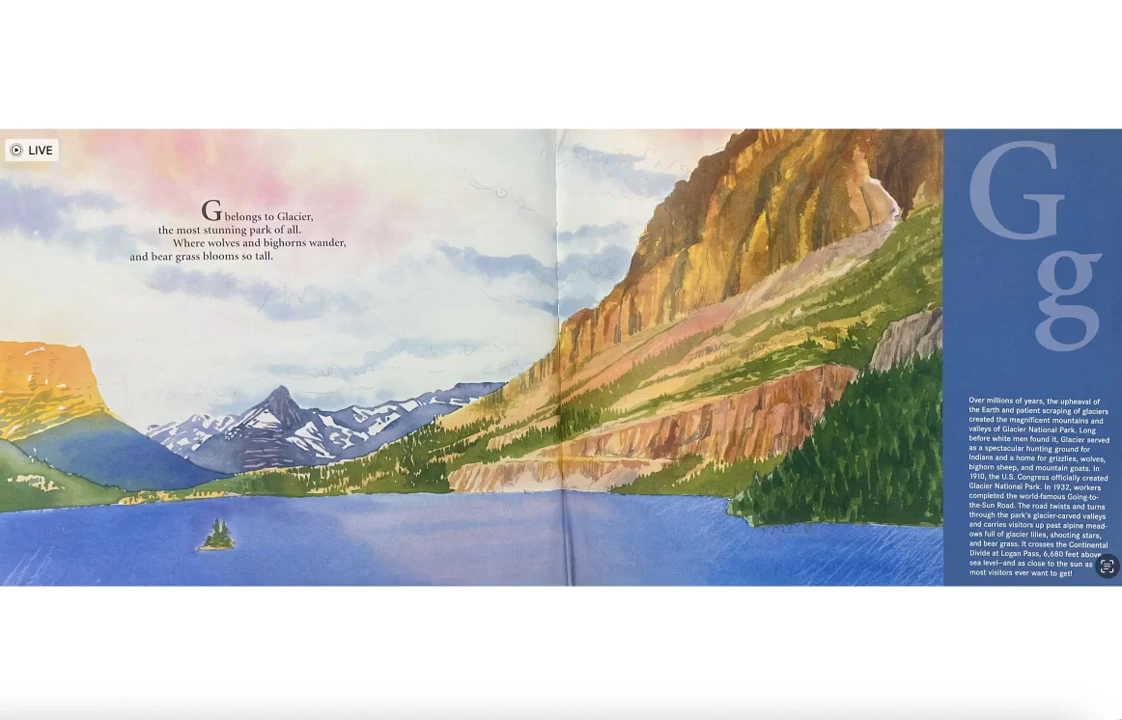 LIVE
G belongs to Glacier,
the most stunning park of all.
Where wolves and bighorns wander,
and bear grass blooms so tall.
G
g
Over millions of years, the upheaval of
the Earth and patient scraping of glaciers
created the magnificent mountains and
valleys of Glacier National Park. Long
before white men found it, Glacier served
as a spectacular hunting ground for
Indians and a home for grizzlies, wolves,
bighorn sheep, and mountain goats. In
1910, the U.S. Congress officially created
Glacier National Park. In 1932, workers
completed the world-famous Going-to-
the-Sun Road. The road twists and turns
through the park's glacier-carved valleys
and carries visitors up past alpine mead-
ows full of glacier lilies, shooting stars,
and bear grass. It crosses the Continental
Divide at Logan Pass, 6,680 feet above
sea level—and as close to the sun as
most visitors ever want to get!